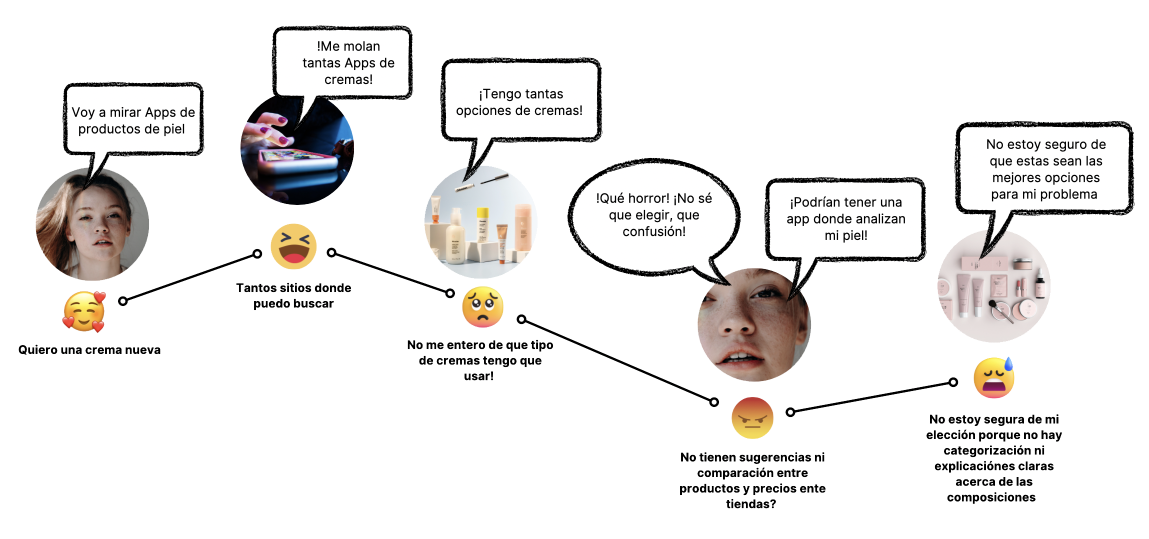 Voy a mirar Apps de
productos de piel
Quiero una crema nueva
!Me molan
tantas Apps de
cremas!
Tantos sitios donde
puedo buscar
¡Tengo tantas
opciones de cremas!
No me entero de que tipo
de cremas tengo que
usar!
!Qué horror! ¡No sé
que elegir, que
confusión!
¡Podrían tener una
app donde analizan
mi piel!
No tienen sugerencias ni
comparación entre
productos y precios ente
tiendas?
No estoy seguro de
que estas sean las
mejores opciones
para mi problema
No estoy segura de mi
elección porque no hay
categorización ni
explicaciónes claras
acerca de las
composiciones